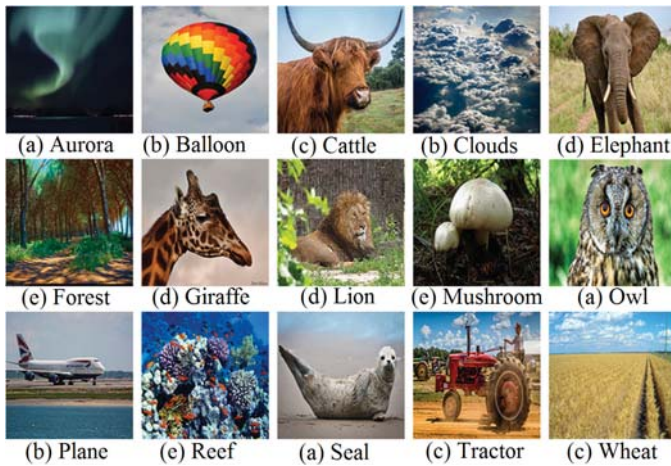 (a) Aurora
(b) Balloon
(c) Cattle
(b) Clouds
(d) Elephant
(e) Forest
(d) Giraffe
(d) Lion
(e) Mushroom
(a) Owl
(b) Plane
(e) Reef
(a) Seal
(c) Tractor
(c) Wheat